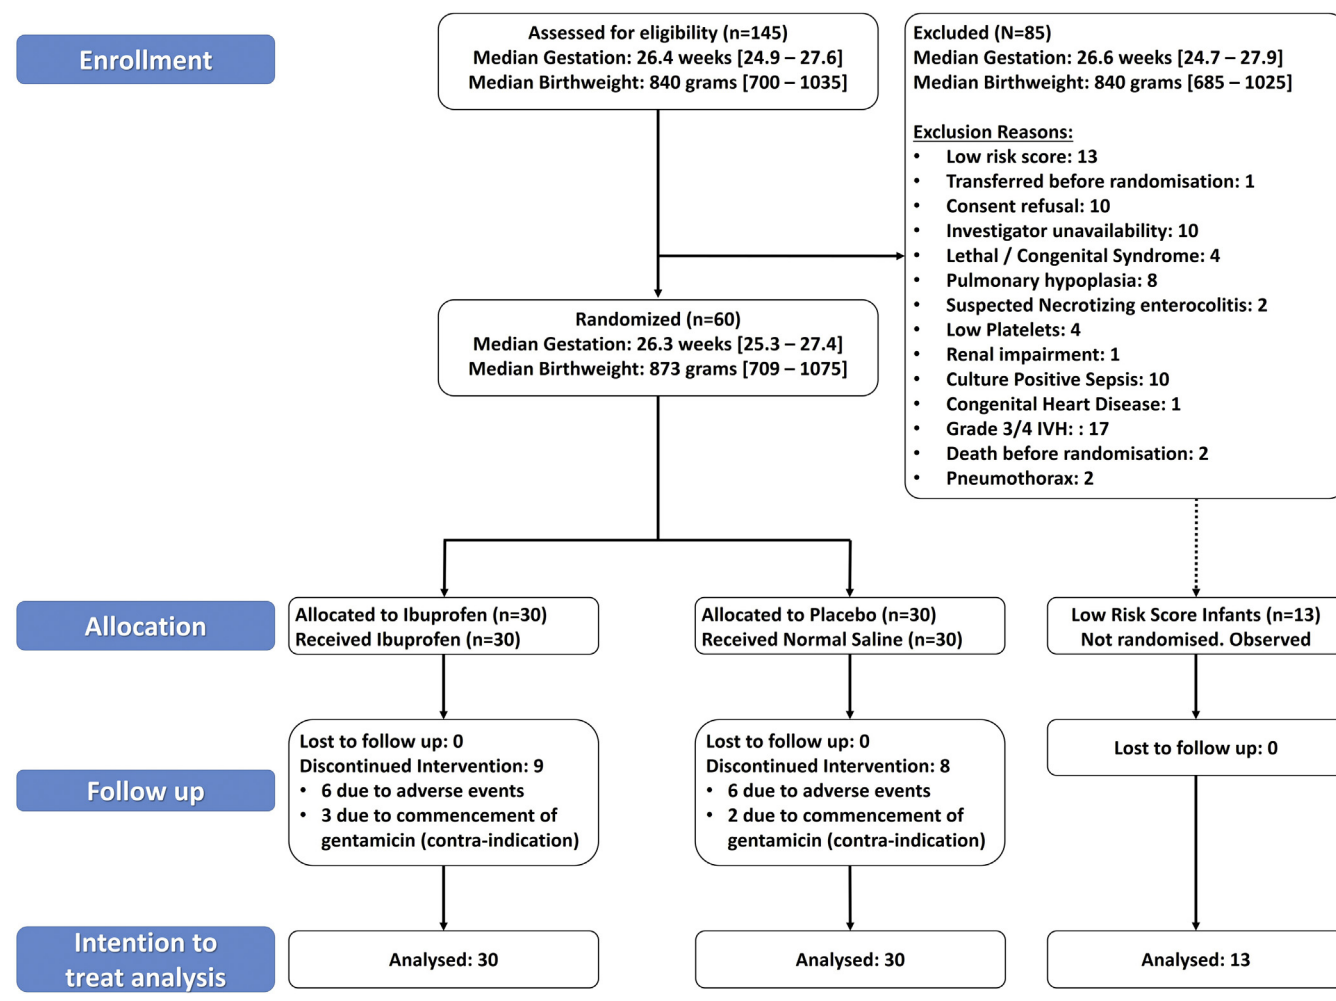 Enrollment
Assessed for eligibility (n=145)
Median Gestation: 26.4 weeks [24.9 – 27.6]
Median Birthweight: 840 grams [700 – 1035]
Excluded (N=85)
Median Gestation: 26.6 weeks [24.7 – 27.9]
Median Birthweight: 840 grams [685 – 1025]
Exclusion Reasons:
• Low risk score: 13
• Transferred before randomisation: 1
• Consent refusal: 10
• Investigator unavailability: 10
• Lethal / Congenital Syndrome: 4
• Pulmonary hypoplasia: 8
• Suspected Necrotizing enterocolitis: 2
• Low Platelets: 4
• Renal impairment: 1
• Culture Positive Sepsis: 10
• Congenital Heart Disease: 1
• Grade 3/4 IVH: : 17
• Death before randomisation: 2
• Pneumothorax: 2
Randomized (n=60)
Median Gestation: 26.3 weeks [25.3 – 27.4]
Median Birthweight: 873 grams [709 – 1075]
Allocation
Allocated to Ibuprofen (n=30)
Received Ibuprofen (n=30)
Allocated to Placebo (n=30)
Received Normal Saline (n=30)
Low Risk Score Infants (n=13)
Not randomised. Observed
Follow up
Lost to follow up: 0
Discontinued Intervention: 9
• 6 due to adverse events
• 3 due to commencement of
gentamicin (contra-indication)
Lost to follow up: 0
Discontinued Intervention: 8
• 6 due to adverse events
• 2 due to commencement of
gentamicin (contra-indication)
Lost to follow up: 0
Intention to
treat analysis
Analysed: 30
Analysed: 30
Analysed: 13